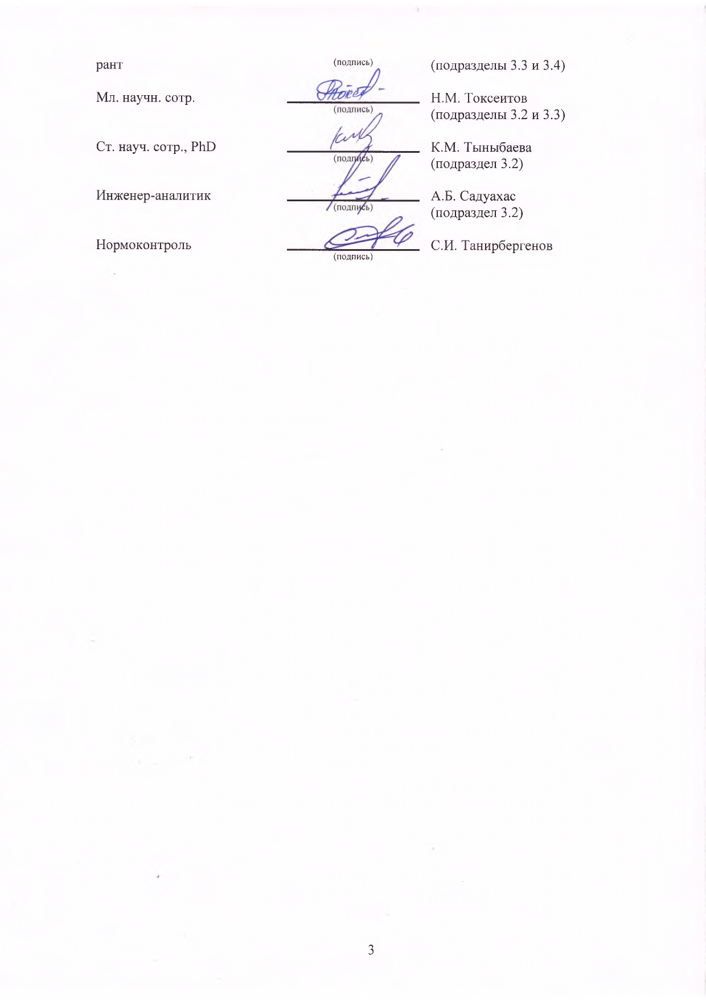 рант (подпись) (подразделы 3.3 и 3.4)
Мл. научн. сотр. Н.М. Токсеитов
(подпись) (подразделы 3.2 и 3.3)
Ст. науч. сотр., PhD К.М. Тыныбаева
(подпись) (подраздел 3.2)
Инженер-аналитик А.Б. Садуахас
(подпись) (подраздел 3.2)
Нормоконтроль С.И. Танирбергенов
(подпись)
3